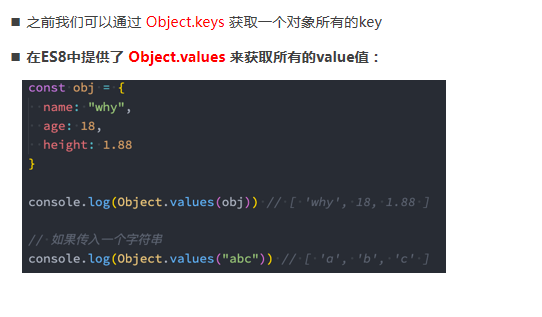 ■ 之前我们可以通过 Object.keys 获取一个对象所有的key
■ 在ES8中提供了 Object.values 来获取所有的value值：
const obj = {
  name: "why",
  age: 18,
  height: 1.88
}
console.log(Object.values(obj)) // [ 'why', 18, 1.88 ]
// 如果传入一个字符串
console.log(Object.values("abc")) // [ 'a', 'b', 'c' ]